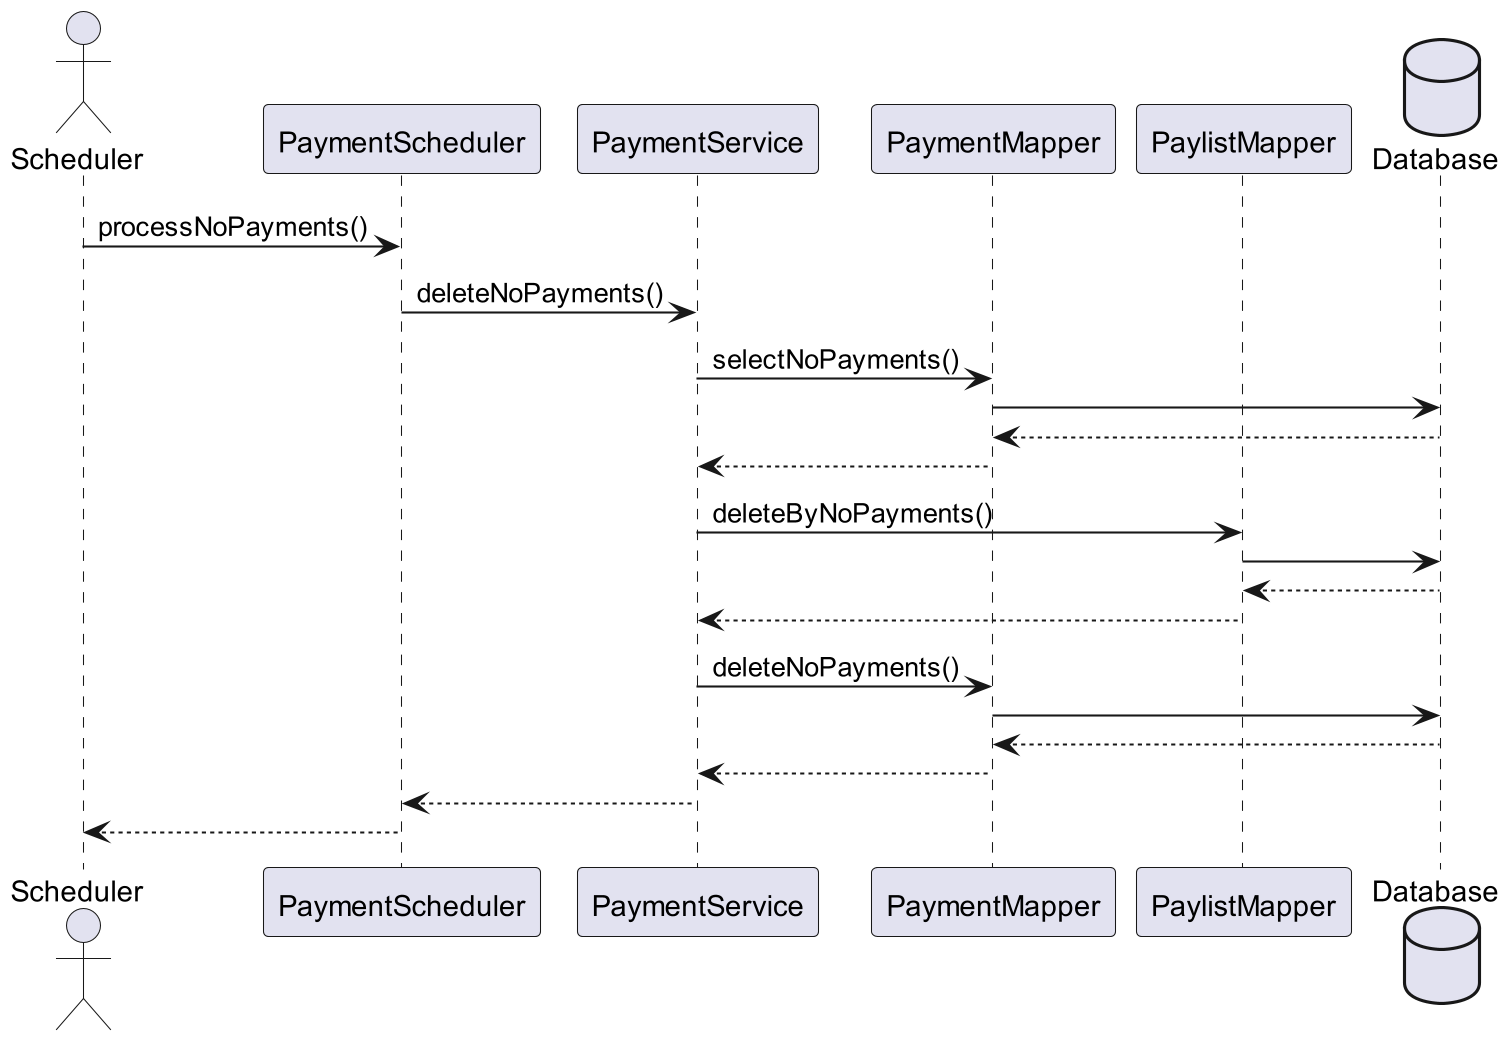 Scheduler
PaymentScheduler
PaymentService
PaymentMapper
PaylistMapper
Database
processNoPayments()
deleteNoPayments()
selectNoPayments()
deleteByNoPayments()
deleteNoPayments()
Scheduler
PaymentScheduler
PaymentService
PaymentMapper
PaylistMapper
Database